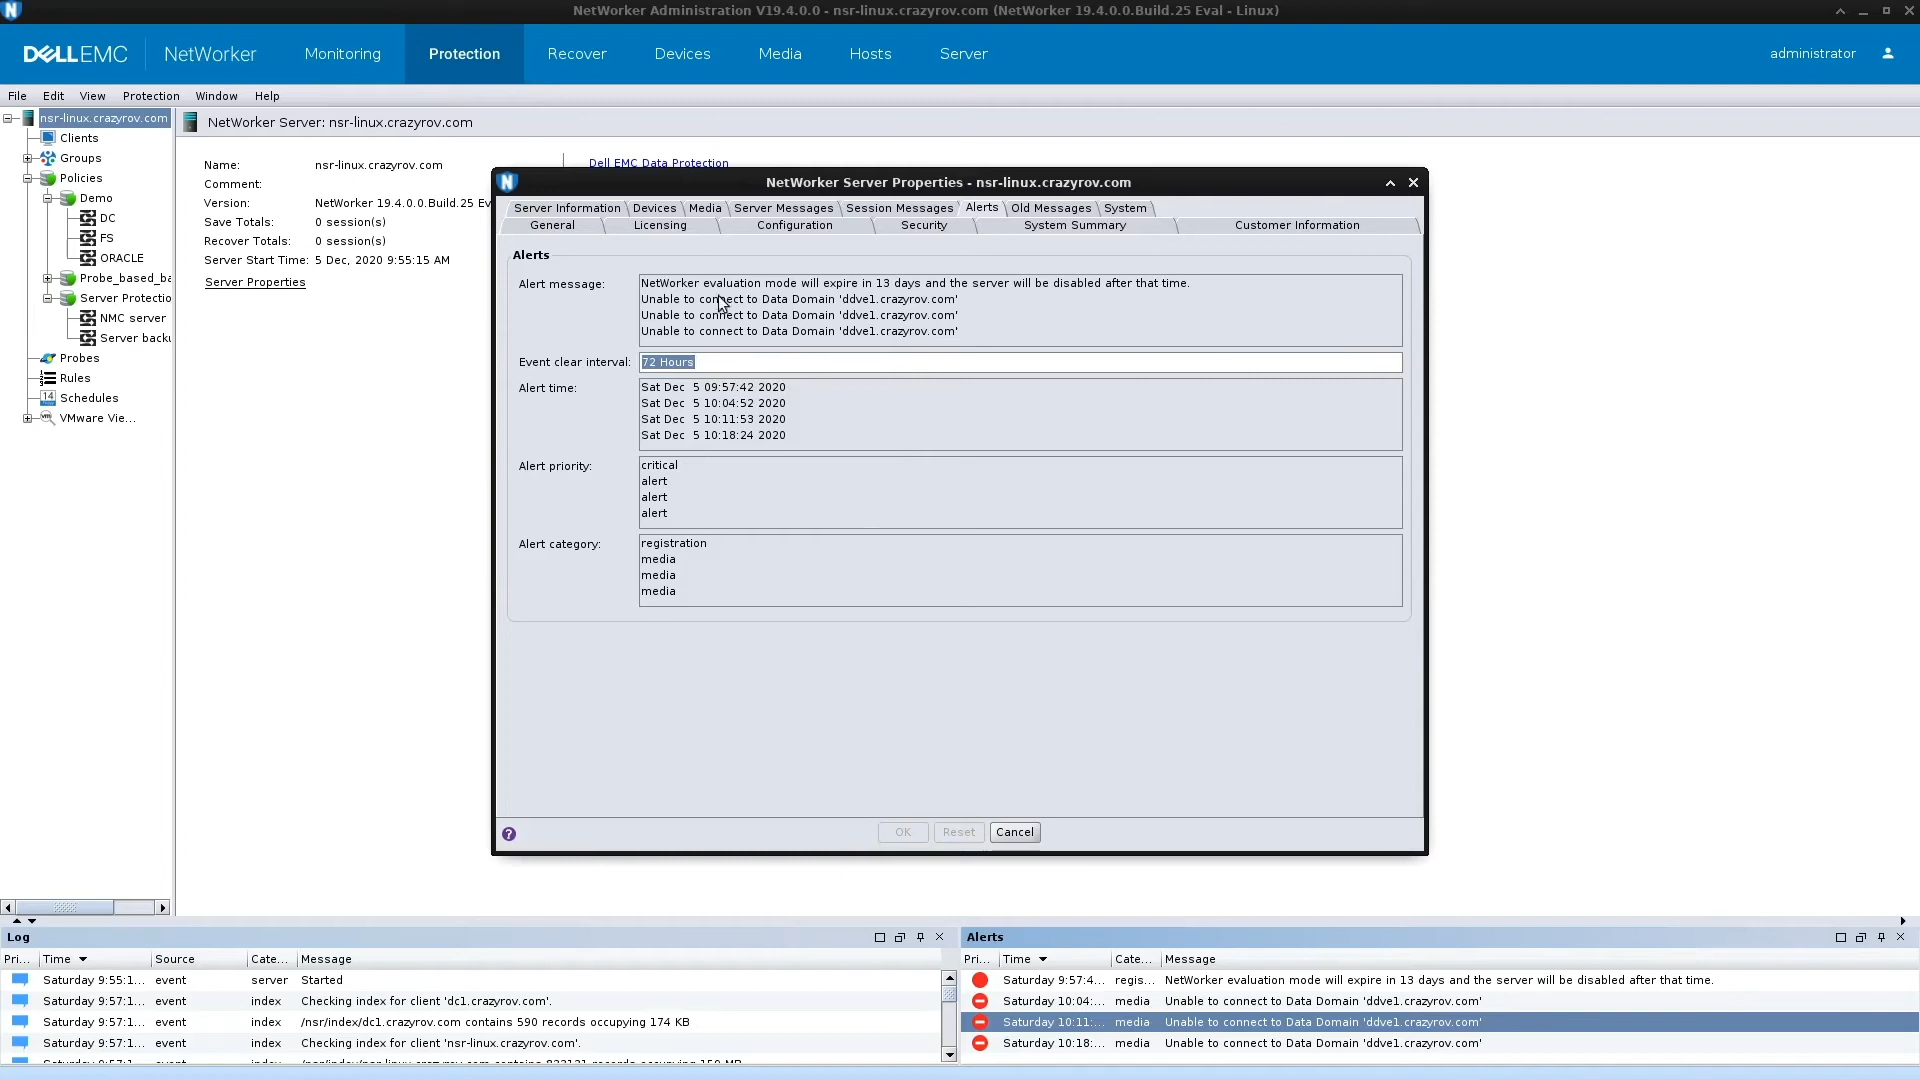 NetWorker Administration V19.4.0.0 - nsr-linux.crazyrov.com (NetWorker 19.4.0.0.Build.25 Eval - Linux)
DELLEMC NetWorker Monitoring Protection Recover Devices Media Hosts Server administrator
File Edit View Protection Window Help
nsr-linux.crazyrov.com
Clients
Groups
Policies
Demo
DC
FS
ORACLE
Probe_based_ba
Server Protectio
NMC server
Server backu
Probes
Rules
14 Schedules
vm VMware Vie...
NetWorker Server: nsr-linux.crazyrov.com
Name: nsr-linux.crazyrov.com
Comment:
Version: NetWorker 19.4.0.0.Build.25 Ev
Save Totals: 0 session(s)
Recover Totals: 0 session(s)
Server Start Time: 5 Dec, 2020 9:55:15 AM
Server Properties
Dell EMC Data Protection
NetWorker Server Properties - nsr-linux.crazyrov.com
Server Information Devices Media Server Messages Session Messages Alerts Old Messages System
General Licensing Configuration Security System Summary Customer Information
Alerts
Alert message: NetWorker evaluation mode will expire in 13 days and the server will be disabled after that time.
Unable to connect to Data Domain 'ddve1.crazyrov.com'
Unable to connect to Data Domain 'ddve1.crazyrov.com'
Unable to connect to Data Domain 'ddve1.crazyrov.com'
Event clear interval: 72 Hours
Alert time: Sat Dec 5 09:57:42 2020
Sat Dec 5 10:04:52 2020
Sat Dec 5 10:11:53 2020
Sat Dec 5 10:18:24 2020
Alert priority: critical
alert
alert
alert
Alert category: registration
media
media
media
? OK Reset Cancel
Log
Pri... Time Source Cate... Message
Saturday 9:55:1... event server Started
Saturday 9:57:1... event index Checking index for client 'dc1.crazyrov.com'.
Saturday 9:57:1... event index /nsr/index/dc1.crazyrov.com contains 590 records occupying 174 KB
Saturday 9:57:1... event index Checking index for client 'nsr-linux.crazyrov.com'.
Alerts
Pri... Time Cate... Message
Saturday 9:57:4... regis... NetWorker evaluation mode will expire in 13 days and the server will be disabled after that time.
Saturday 10:04:... media Unable to connect to Data Domain 'ddve1.crazyrov.com'
Saturday 10:11:... media Unable to connect to Data Domain 'ddve1.crazyrov.com'
Saturday 10:18:... media Unable to connect to Data Domain 'ddve1.crazyrov.com'